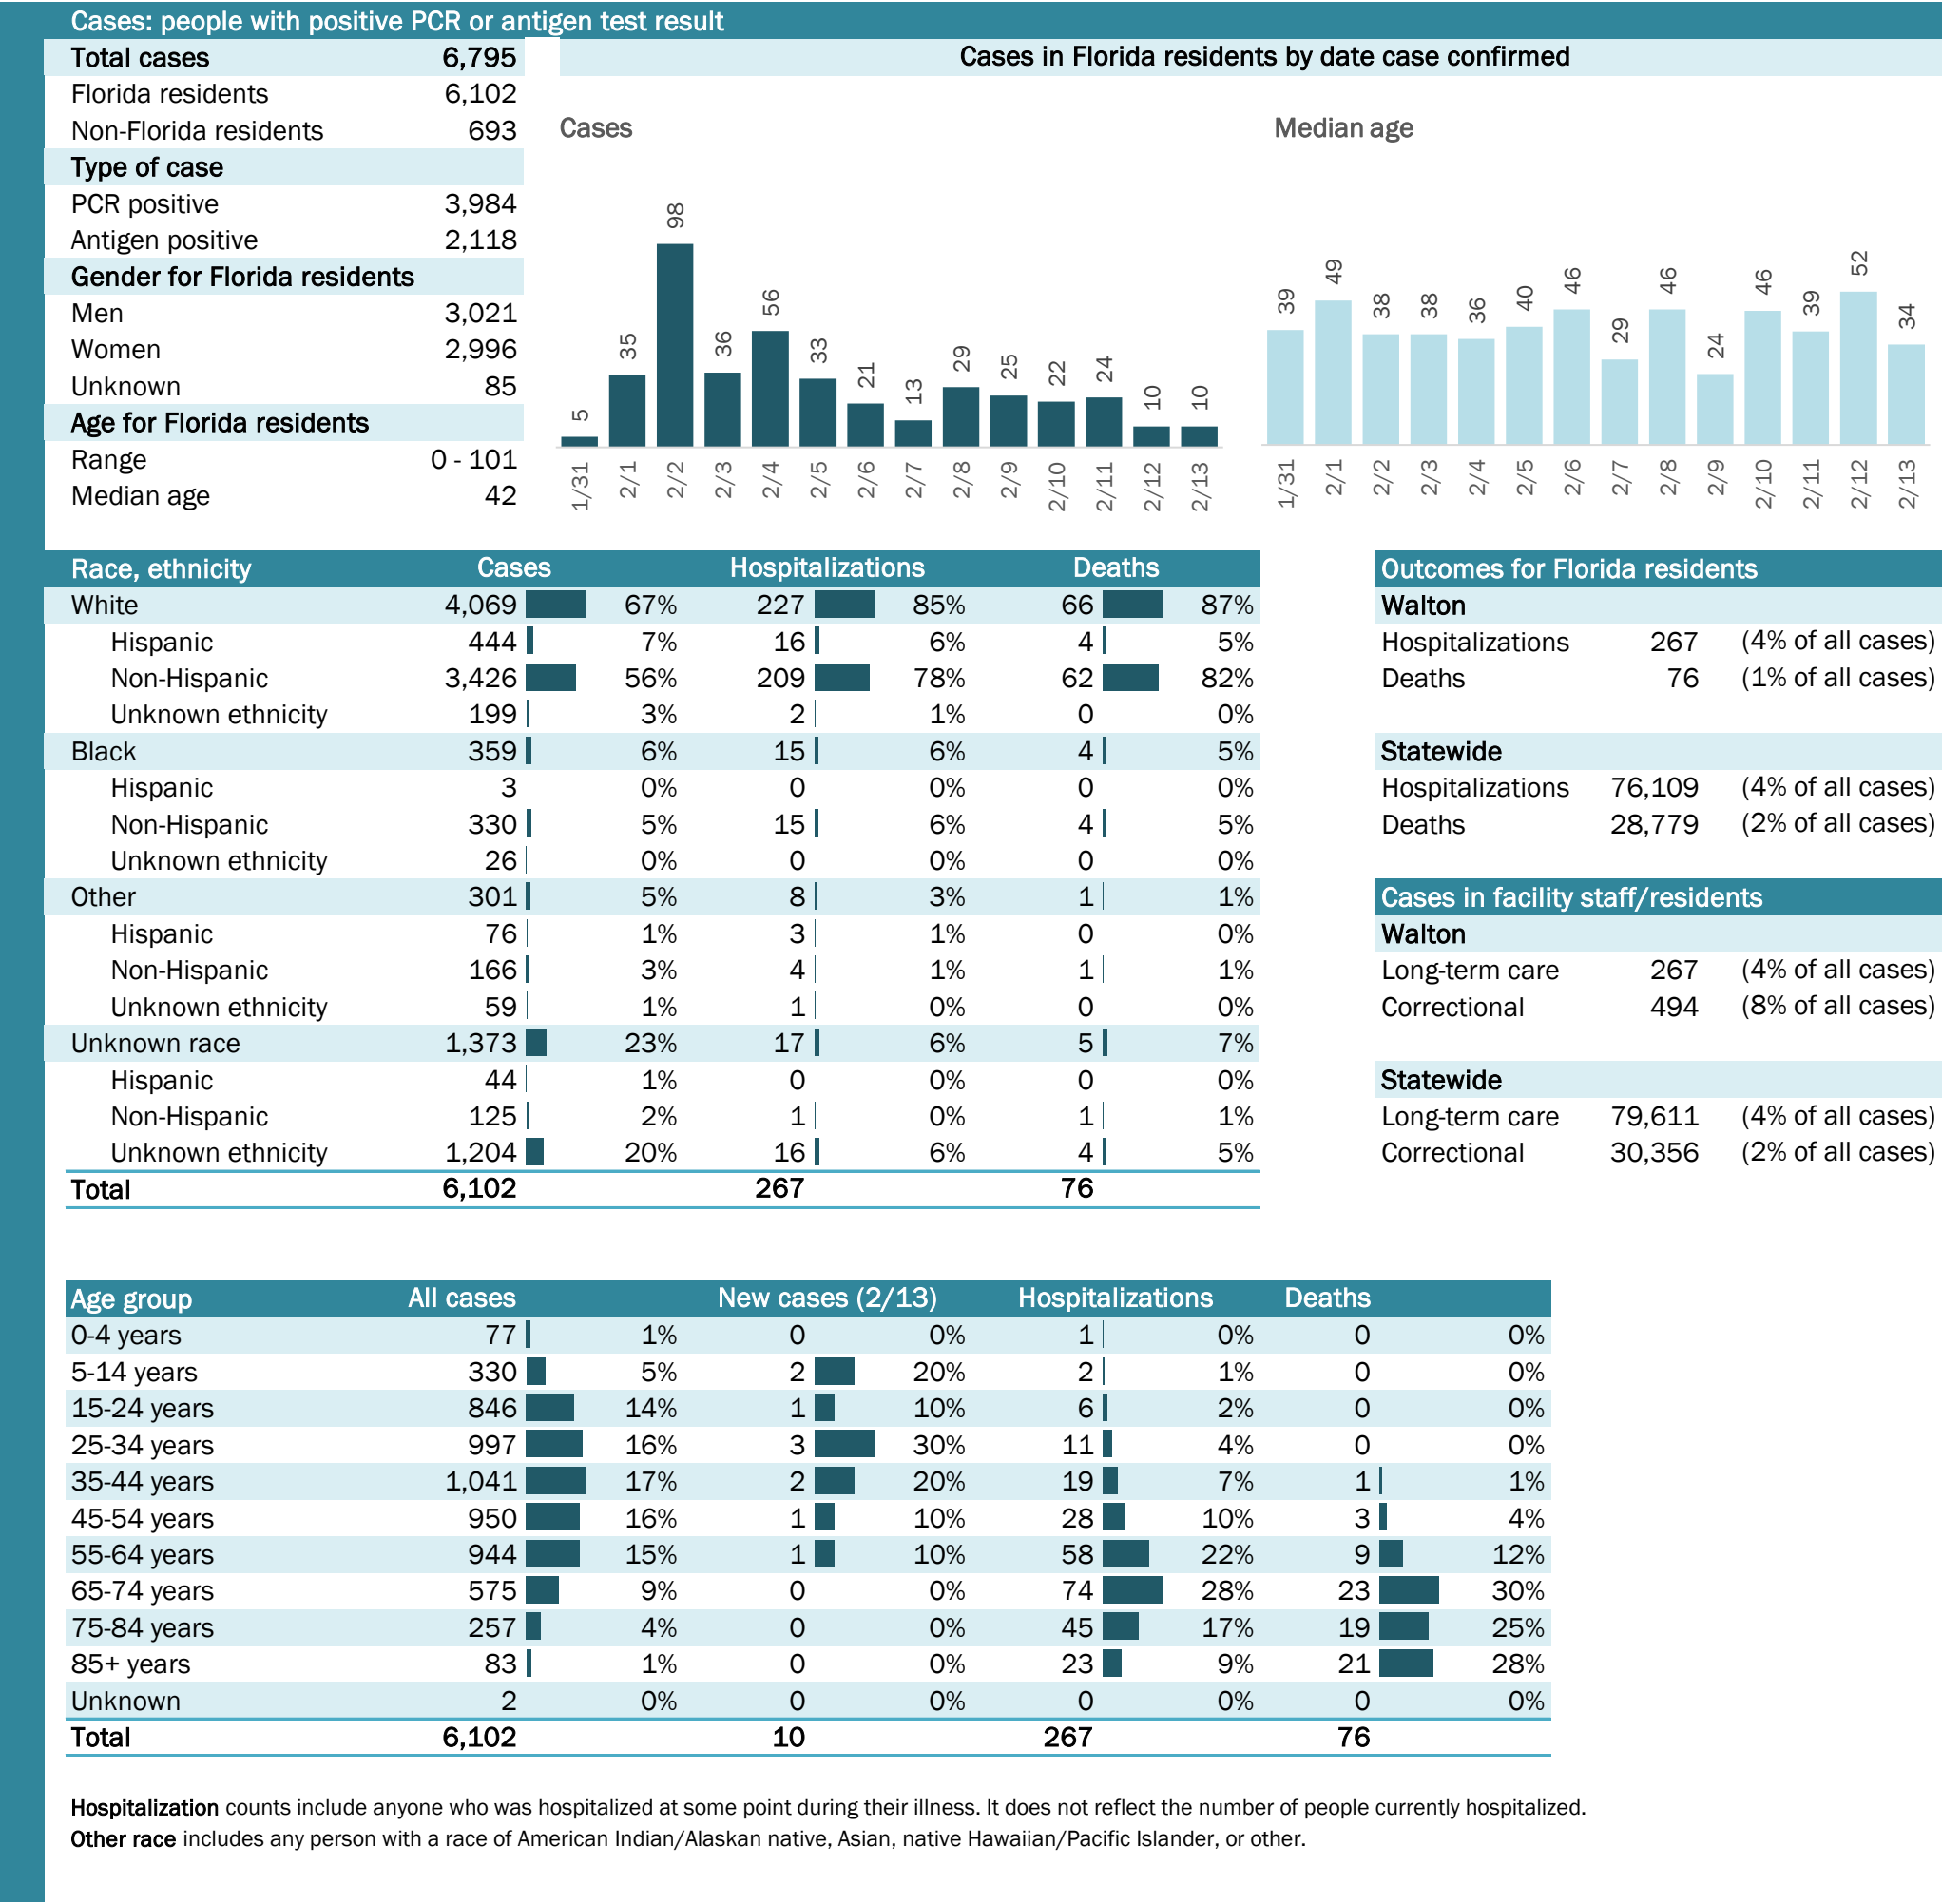 Cases: people with positive PCR or antigen test result
Total cases 6,795
Florida residents 6,102
Non-Florida residents 693
Type of case
PCR positive 3,984
Antigen positive 2,118
Gender for Florida residents
Men 3,021
Women 2,996
Unknown 85
Age for Florida residents
Range 0 - 101
Median age 42
Cases in Florida residents by date case confirmed
Cases
5 35 98 36 56 33 21 13 29 25 22 24 10 10
1/31 2/1 2/2 2/3 2/4 2/5 2/6 2/7 2/8 2/9 2/10 2/11 2/12 2/13
Median age
39 49 38 38 36 40 46 29 46 24 46 39 52 34
1/31 2/1 2/2 2/3 2/4 2/5 2/6 2/7 2/8 2/9 2/10 2/11 2/12 2/13
Race, ethnicity Cases Hospitalizations Deaths
White 4,069 67% 227 85% 66 87%
Hispanic 444 7% 16 6% 4 5%
Non-Hispanic 3,426 56% 209 78% 62 82%
Unknown ethnicity 199 3% 2 1% 0 0%
Black 359 6% 15 6% 4 5%
Hispanic 3 0% 0 0% 0 0%
Non-Hispanic 330 5% 15 6% 4 5%
Unknown ethnicity 26 0% 0 0% 0 0%
Other 301 5% 8 3% 1 1%
Hispanic 76 1% 3 1% 0 0%
Non-Hispanic 166 3% 4 1% 1 1%
Unknown ethnicity 59 1% 1 0% 0 0%
Unknown race 1,373 23% 17 6% 5 7%
Hispanic 44 1% 0 0% 0 0%
Non-Hispanic 125 2% 1 0% 1 1%
Unknown ethnicity 1,204 20% 16 6% 4 5%
Total 6,102 267 76
Outcomes for Florida residents
Walton
Hospitalizations 267 (4% of all cases)
Deaths 76 (1% of all cases)
Statewide
Hospitalizations 76,109 (4% of all cases)
Deaths 28,779 (2% of all cases)
Cases in facility staff/residents
Walton
Long-term care 267 (4% of all cases)
Correctional 494 (8% of all cases)
Statewide
Long-term care 79,611 (4% of all cases)
Correctional 30,356 (2% of all cases)
Age group All cases New cases (2/13) Hospitalizations Deaths
0-4 years 77 1% 0 0% 1 0% 0 0%
5-14 years 330 5% 2 20% 2 1% 0 0%
15-24 years 846 14% 1 10% 6 2% 0 0%
25-34 years 997 16% 3 30% 11 4% 0 0%
35-44 years 1,041 17% 2 20% 19 7% 1 1%
45-54 years 950 16% 1 10% 28 10% 3 4%
55-64 years 944 15% 1 10% 58 22% 9 12%
65-74 years 575 9% 0 0% 74 28% 23 30%
75-84 years 257 4% 0 0% 45 17% 19 25%
85+ years 83 1% 0 0% 23 9% 21 28%
Unknown 2 0% 0 0% 0 0% 0 0%
Total 6,102 10 267 76
Hospitalization counts include anyone who was hospitalized at some point during their illness. It does not reflect the number of people currently hospitalized.
Other race includes any person with a race of American Indian/Alaskan native, Asian, native Hawaiian/Pacific Islander, or other.